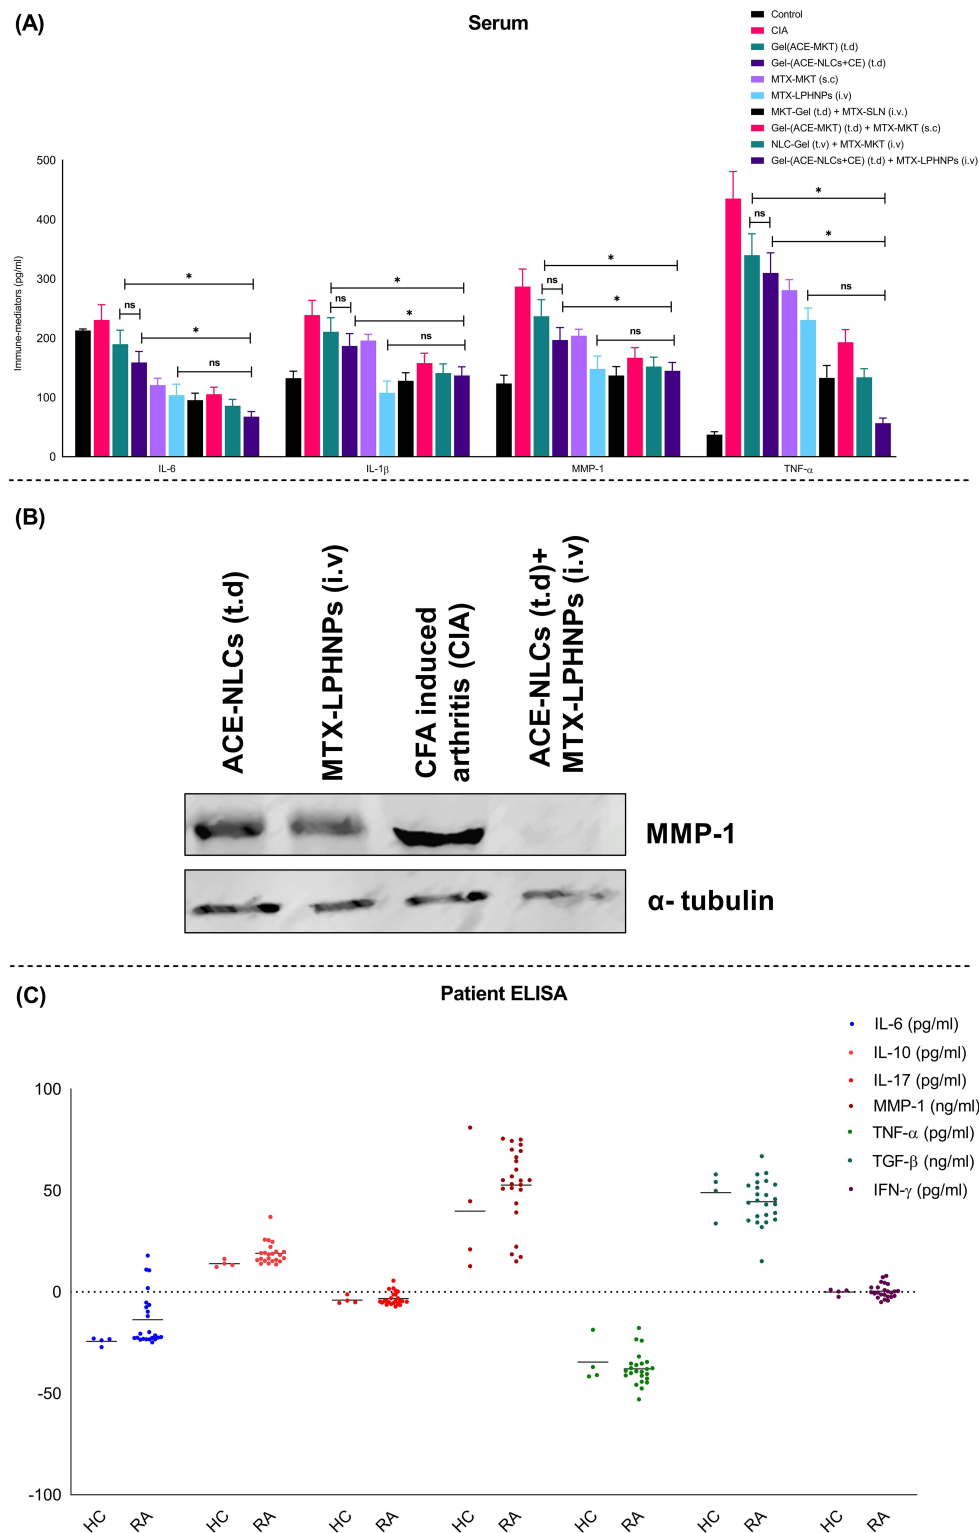 (A)
Serum
Control
CIA
Gel(ACE-MKT) (t.d)
Gel-(ACE-NLCs+CE) (t.d)
MTX-MKT (s.c)
MTX-LPHNPs (i.v)
MKT-Gel (t.d) + MTX-SLN (i.v.)
Gel-(ACE-MKT) (t.d) + MTX-MKT (s.c)
NLC-Gel (t.v) + MTX-MKT (i.v)
Gel-(ACE-NLCs+CE) (t.d) + MTX-LPHNPs (i.v)
Immune-mediators (pg/ml)
500
400
300
200
100
0
*
ns
*
ns
*
ns
*
ns
*
ns
*
ns
*
ns
*
ns
IL-6
IL-1β
MMP-1
TNF-α
(B)
ACE-NLCs (t.d)
MTX-LPHNPs (i.v)
CFA induced
arthritis (CIA)
ACE-NLCs (t.d)+
MTX-LPHNPs (i.v)
MMP-1
α- tubulin
(C)
Patient ELISA
IL-6 (pg/ml)
IL-10 (pg/ml)
IL-17 (pg/ml)
MMP-1 (ng/ml)
TNF-α (pg/ml)
TGF-β (ng/ml)
IFN-γ (pg/ml)
100
50
0
-50
-100
HC
RA
HC
RA
HC
RA
HC
RA
HC
RA
HC
RA
HC
RA